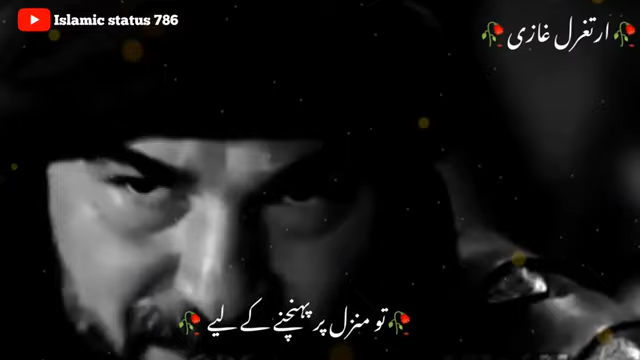 Islamic status 786
🥀ارتغرل غازی🥀
🥀تو منزل پر پہنچنے کے لیے🥀